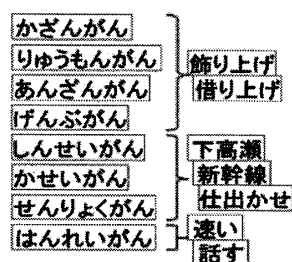 かざんがん
りゅうもんがん
あんざんがん
げんぶがん
しんせいがん
かせいがん
せんりょくがん
はんれいがん
飾り上げ
借り上げ
下高瀬
新幹線
仕出かせ
速い
話す